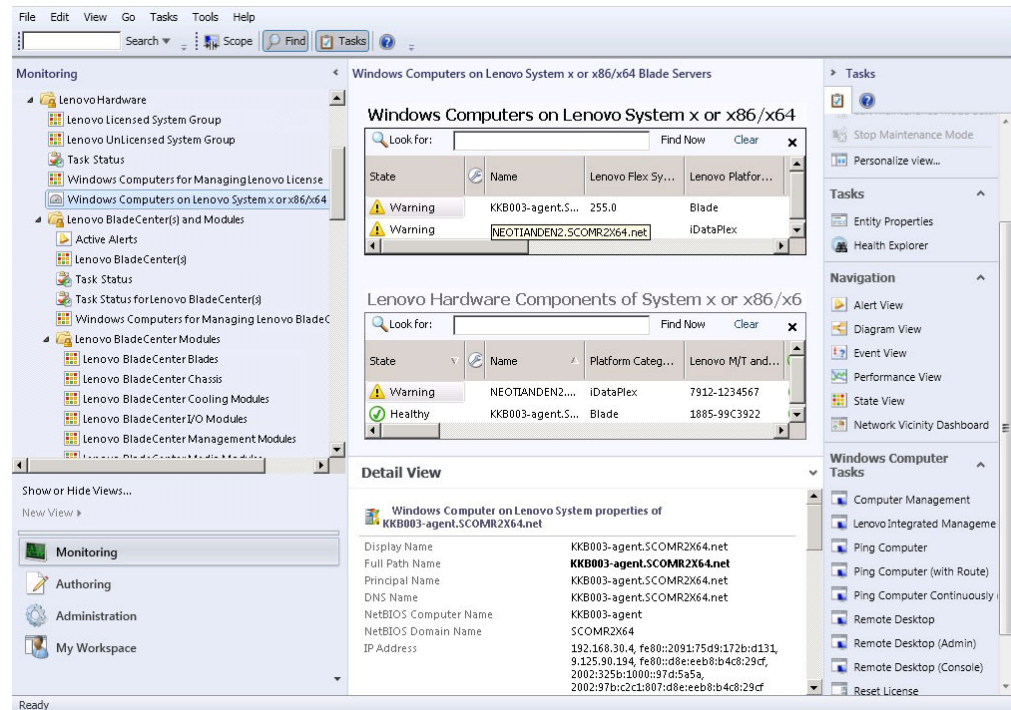 File Edit View Go Tasks Tools Help
Search Scope Find Tasks
Monitoring
Lenovo Hardware
Lenovo Licensed System Group
Lenovo UnLicensed System Group
Task Status
Windows Computers for Managing Lenovo License
Windows Computers on Lenovo System x or x86/x64
Lenovo BladeCenter(s) and Modules
Active Alerts
Lenovo BladeCenter(s)
Task Status
Task Status for Lenovo BladeCenter(s)
Windows Computers for Managing Lenovo BladeC
Lenovo BladeCenter Modules
Lenovo BladeCenter Blades
Lenovo BladeCenter Chassis
Lenovo BladeCenter Cooling Modules
Lenovo BladeCenter I/O Modules
Lenovo BladeCenter Management Modules
Show or Hide Views...
New View
Monitoring
Authoring
Administration
My Workspace
Windows Computers on Lenovo System x or x86/x64 Blade Servers
Windows Computers on Lenovo System x or x86/x64
Look for: Find Now Clear x
State Name Lenovo Flex Sy... Lenovo Platfor...
Warning KKB003-agent.S... 255.0 Blade
Warning NEOTIANDEN2.SCOMR2X64.net iDataPlex
Lenovo Hardware Components of System x or x86/x6
Look for: Find Now Clear x
State Name Platform Categ... Lenovo M/T and...
Warning NEOTIANDEN2.... iDataPlex 7912-1234567
Healthy KKB003-agent.S... Blade 1885-99C3922
Detail View
Windows Computer on Lenovo System properties of
KKB003-agent.SCOMR2X64.net
Display Name KKB003-agent.SCOMR2X64.net
Full Path Name KKB003-agent.SCOMR2X64.net
Principal Name KKB003-agent.SCOMR2X64.net
DNS Name KKB003-agent.SCOMR2X64.net
NetBIOS Computer Name KKB003-agent
NetBIOS Domain Name SCOMR2X64
IP Address 192.168.30.4, fe80::2091:75d9:172b:d131,
9.125.90.194, fe80::d8e:eeb8:b4c8:29cf,
2002:325b:1000::97d:5a5a,
2002:97b:c2c1:807:d8e:eeb8:b4c8:29cf
Tasks
Stop Maintenance Mode
Personalize view...
Tasks
Entity Properties
Health Explorer
Navigation
Alert View
Diagram View
Event View
Performance View
State View
Network Vicinity Dashboard
Windows Computer
Tasks
Computer Management
Lenovo Integrated Manageme
Ping Computer
Ping Computer (with Route)
Ping Computer Continuously
Remote Desktop
Remote Desktop (Admin)
Remote Desktop (Console)
Reset License
Ready